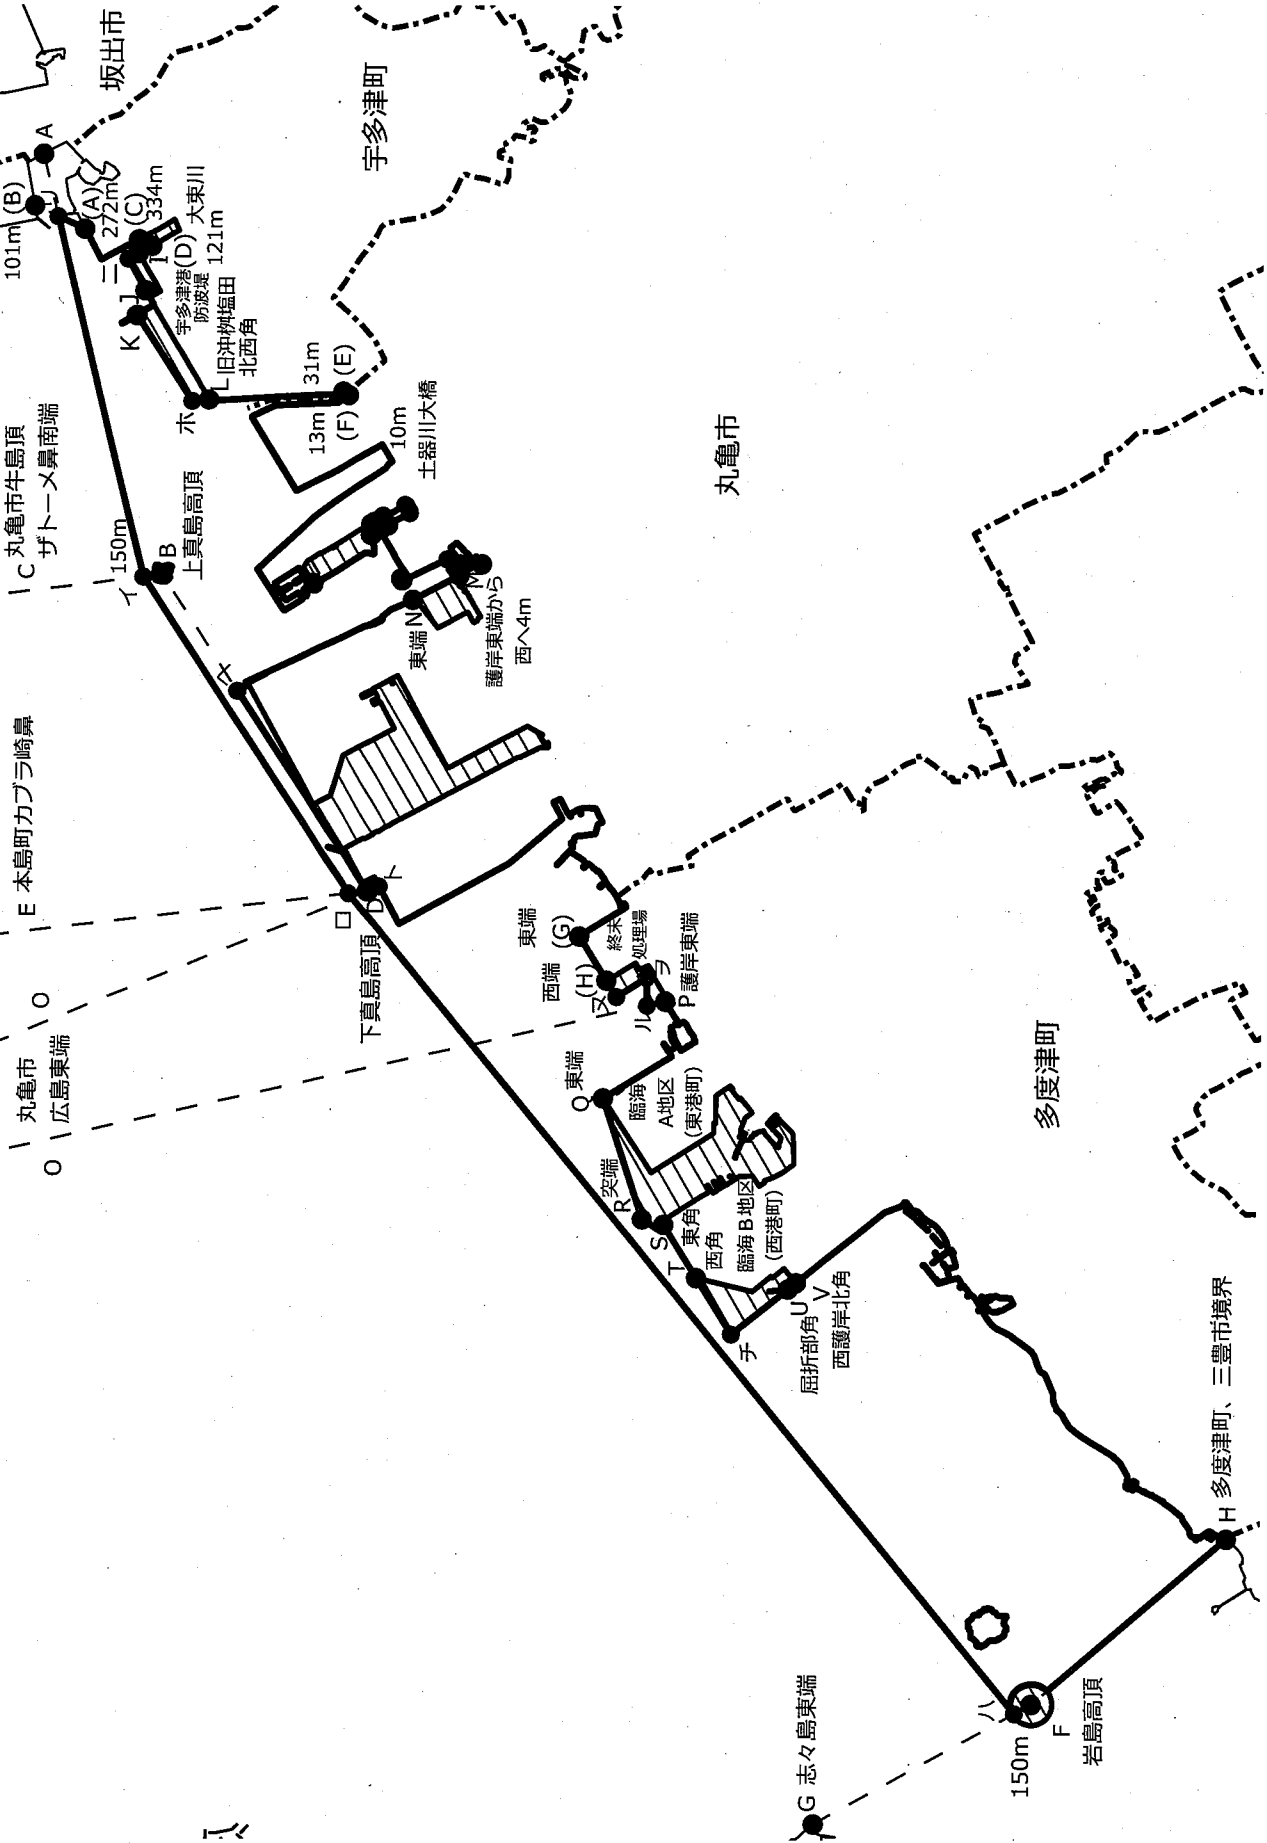 坂出市
宇多津町
A
(B)
101m
リ
(A)
272m
(C)
334m
大束川
(D)
121m
I
ニ
J
K
宇多津港
防波堤
L 旧沖桝塩田
北西角
ホ
31m
(E)
13m
(F)
10m
土器川大橋
C 丸亀市牛島頂
ザトーメ鼻南端
150m
イ
B
上真島高頂
丸亀市
M
護岸東端から
西へ4m
東端 N
ヘ
E 本島町カブラ崎鼻
ロ
D
ト
下真島高頂
O
丸亀市
広島東端
O
東端
(G)
終末
処理場
西端
(H)
ヌ
ル
ヲ
P 護岸東端
Q 東端
臨海
A地区
(東港町)
多度津町
R 突端
S 東角
T 西角
臨海B地区
(西港町)
チ
U
屈折部角
V
西護岸北角
H 多度津町、三豊市境界
ハ
150m
F
岩島高頂
G 志々島東端